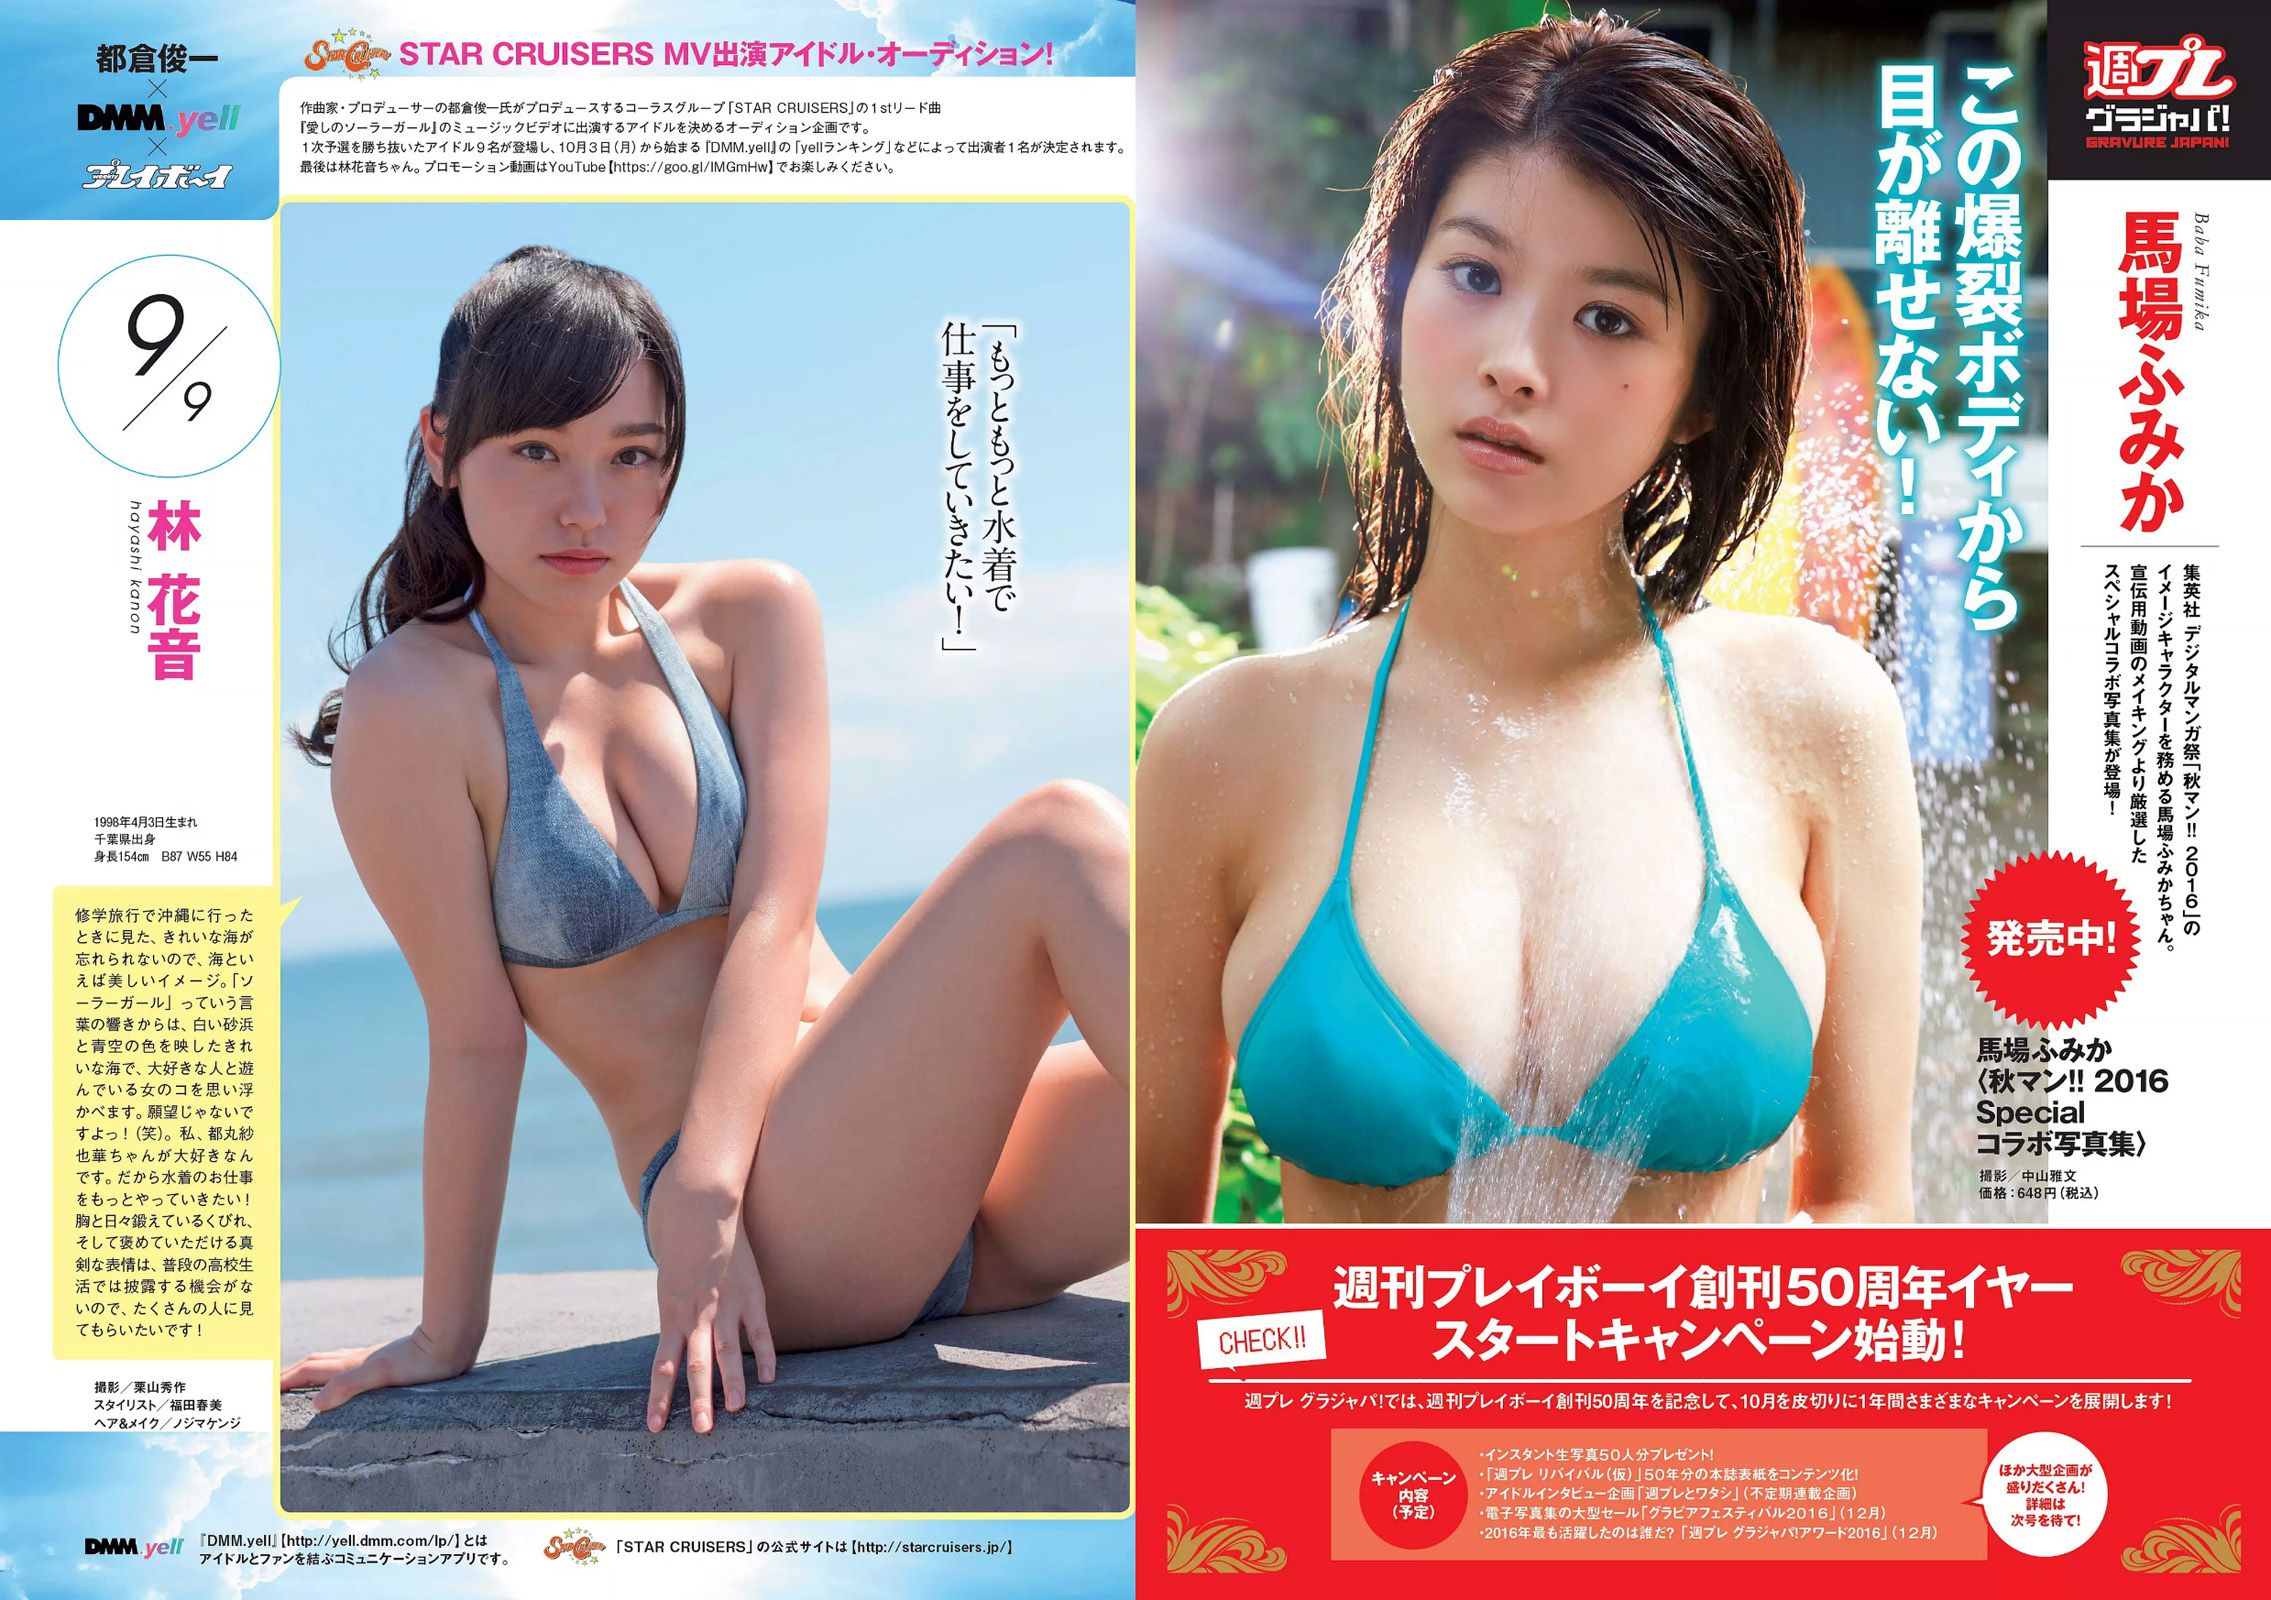 都倉俊一
×
DMM.yell
×
weekly プレイボーイ
STAR CRUISERS
STAR CRUISERS MV出演アイドル・オーディション!
作曲家・プロデューサーの都倉俊一氏がプロデュースするコーラスグループ「STAR CRUISERS」の1stリード曲
『愛しのソーラーガール』のミュージックビデオに出演するアイドルを決めるオーディション企画です。
1次予選を勝ち抜いたアイドル9名が登場し、10月3日(月)から始まる『DMM.yell』の「yellランキング」などによって出演者1名が決定されます。
最後は林花音ちゃん。プロモーション動画はYouTube【https://goo.gl/IMGmHw】でお楽しみください。
9/9
林 花音
hayashi kanon
1998年4月3日生まれ
千葉県出身
身長154㎝ B87 W55 H84
「もっともっと水着で
仕事をしていきたい!」
修学旅行で沖縄に行った
ときに見た、きれいな海が
忘れられないので、海とい
えば美しいイメージ。「ソ
ーラーガール」っていう言
葉の響きからは、白い砂浜
と青空の色を映したきれ
いな海で、大好きな人と遊
んでいる女のコを思い浮
かべます。願望じゃないで
すよっ!(笑)。私、都丸紗
也華ちゃんが大好きなん
です。だから水着のお仕事
をもっとやっていきたい!
胸と日々鍛えているくびれ、
そして褒めていただける真
剣な表情は、普段の高校生
活では披露する機会がな
いので、たくさんの人に見
てもらいたいです!
撮影/栗山秀作
スタイリスト/福田春美
ヘア&メイク/ノジマケンジ
DMM.yell
『DMM.yell』【http://yell.dmm.com/lp/】とは
アイドルとファンを結ぶコミュニケーションアプリです。
STAR CRUISERS
「STAR CRUISERS」の公式サイトは【http://starcruisers.jp/】
週プレ
グラジャパ!
GRAVURE JAPAN!
馬場ふみか
Baba Fumika
この爆裂ボディから
目が離せない!
集英社 デジタルマンガ祭「秋マン!! 2016」の
イメージキャラクターを務める馬場ふみかちゃん。
宣伝用動画のメイキングより厳選した
スペシャルコラボ写真集が登場!
発売中!
馬場ふみか
〈秋マン!! 2016
Special
コラボ写真集〉
撮影/中山雅文
価格:648円(税込)
週刊プレイボーイ創刊50周年イヤー
スタートキャンペーン始動!
CHECK!!
週プレ グラジャパ!では、週刊プレイボーイ創刊50周年を記念して、10月を皮切りに1年間さまざまなキャンペーンを展開します!
キャンペーン
内容
(予定)
・インスタント生写真50人分プレゼント!
・「週プレ リバイバル(仮)」50年分の本誌表紙をコンテンツ化!
・アイドルインタビュー企画「週プレとワタシ」(不定期連載企画)
・電子写真集の大型セール「グラビアフェスティバル2016」(12月)
・2016年最も活躍したのは誰だ?「週プレ グラジャパ!アワード2016」(12月)
ほか大型企画が
盛りだくさん!
詳細は
次号を待て!